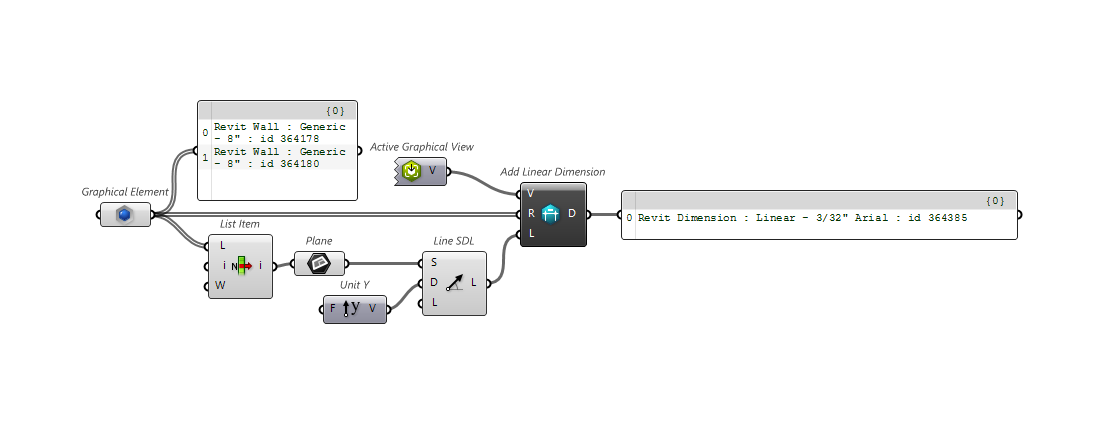 {0}
0 Revit Wall : Generic
- 8" : id 364178
1 Revit Wall : Generic
- 8" : id 364180
Active Graphical View
V
Add Linear Dimension
V
R D
L
{0}
0 Revit Dimension : Linear - 3/32" Arial : id 364385
Graphical Element
List Item
L
i N i
W
Plane
Line SDL
S
D L
L
Unit Y
F y V